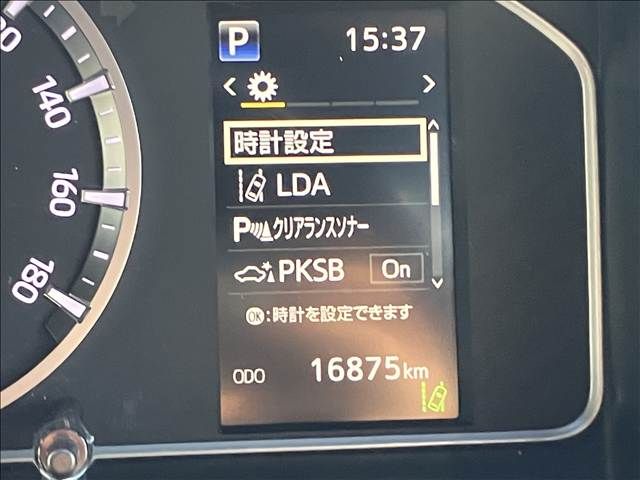 140
160
180
P 15:37
時計設定
LDA
P クリアランスソナー
PKSB On
OK:時計を設定できます
ODO 16875km